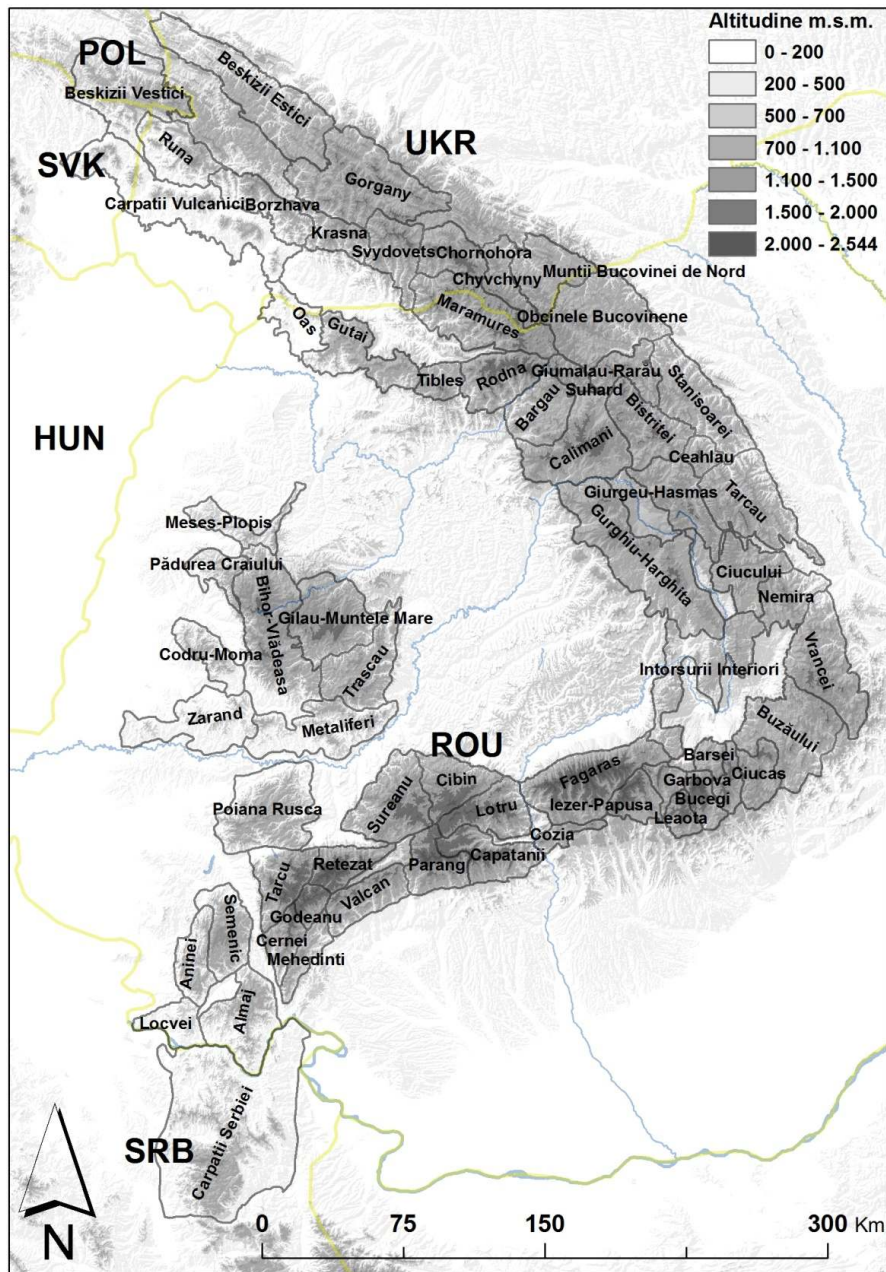 Altitudine m.s.m.
0 - 200
200 - 500
500 - 700
700 - 1.100
1.100 - 1.500
1.500 - 2.000
2.000 - 2.544
POL
Beskizii Vestici
Beskizii Estici
UKR
SVK
Runa
Gorgany
Carpatii Vulcanici
Borzhava
Krasna
Svydovets
Chornohora
Chyvchyny
Muntii Bucovinei de Nord
Maramures
Obcinele Bucovinene
Oas
Gutai
Tibles
Rodna
Giumalau-Rarău
Suhard
Stanisoarei
Bargau
Bistritei
HUN
Calimani
Ceahlau
Tarcau
Giurgeu-Hasmas
Meses-Plopis
Gurghiu-Harghita
Pădurea Craiului
Ciucului
Nemira
Bihor-Vlădeasa
Gilau-Muntele Mare
Codru-Moma
Trascau
Intorsurii Interiori
Vrancei
Zarand
Metaliferi
Buzăului
ROU
Poiana Rusca
Sureanu
Cibin
Lotru
Fagaras
Iezer-Papusa
Barsei
Garbova
Ciucas
Bucegi
Leaota
Cozia
Tarcu
Retezat
Parang
Capatanii
Valcan
Godeanu
Cernei
Mehedinti
Semenic
Aninei
Almaj
Locvei
Carpatii Serbiei
SRB
N
0 75 150 300 Km